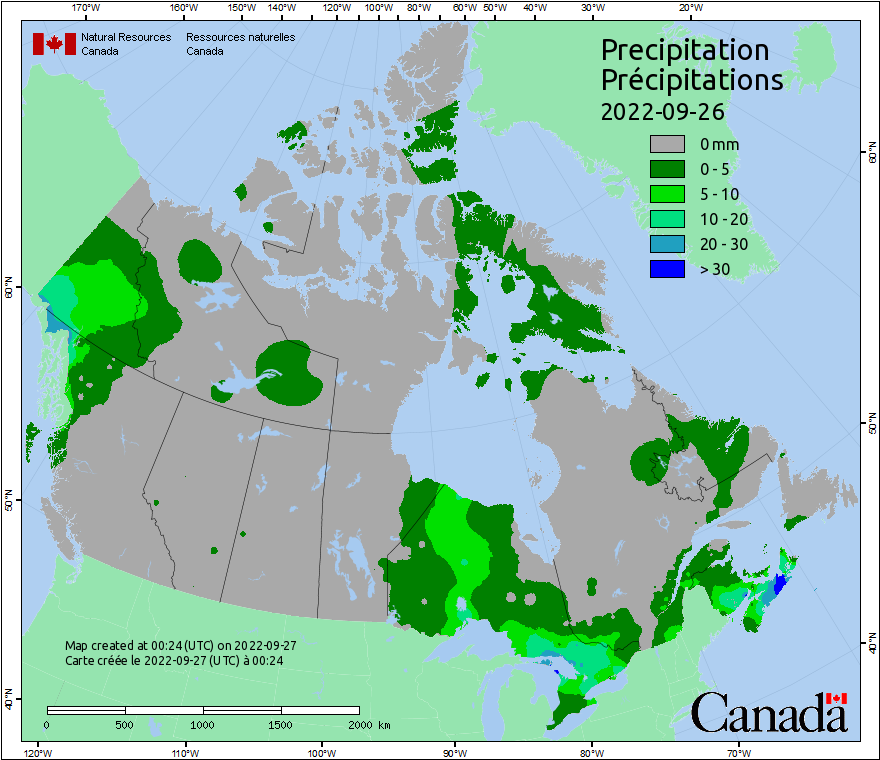 170°W 160°W 150°W 140°W 130°W 120°W 110°W 100°W 90°W 80°W 60°W 50°W 40°W 30°W 20°W
Natural Resources Ressources naturelles
Canada Canada
Precipitation
Précipitations
2022-09-26
0 mm
0 - 5
5 - 10
10 - 20
20 - 30
> 30
60°N 60°N
50°N 50°N
40°N 40°N
Map created at 00:24 (UTC) on 2022-09-27
Carte créée le 2022-09-27 (UTC) à 00:24
0 500 1000 1500 2000 km
Canada
120°W 110°W 100°W 90°W 80°W 70°W